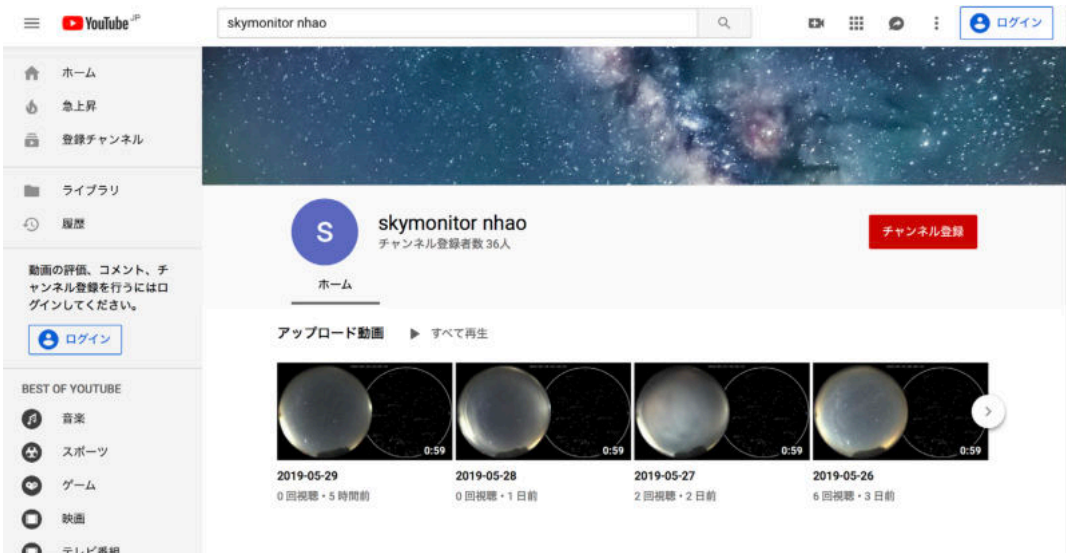 YouTube JP
skymonitor nhao
ログイン
ホーム
急上昇
登録チャンネル
ライブラリ
履歴
動画の評価、コメント、チ
ャンネル登録を行うにはロ
グインしてください。
ログイン
BEST OF YOUTUBE
音楽
スポーツ
ゲーム
映画
テレビ番組
S
skymonitor nhao
チャンネル登録者数 36人
チャンネル登録
ホーム
アップロード動画 すべて再生
0:59
0:59
0:59
0:59
2019-05-29
0 回視聴・5 時間前
2019-05-28
0 回視聴・1 日前
2019-05-27
2 回視聴・2 日前
2019-05-26
6 回視聴・3 日前